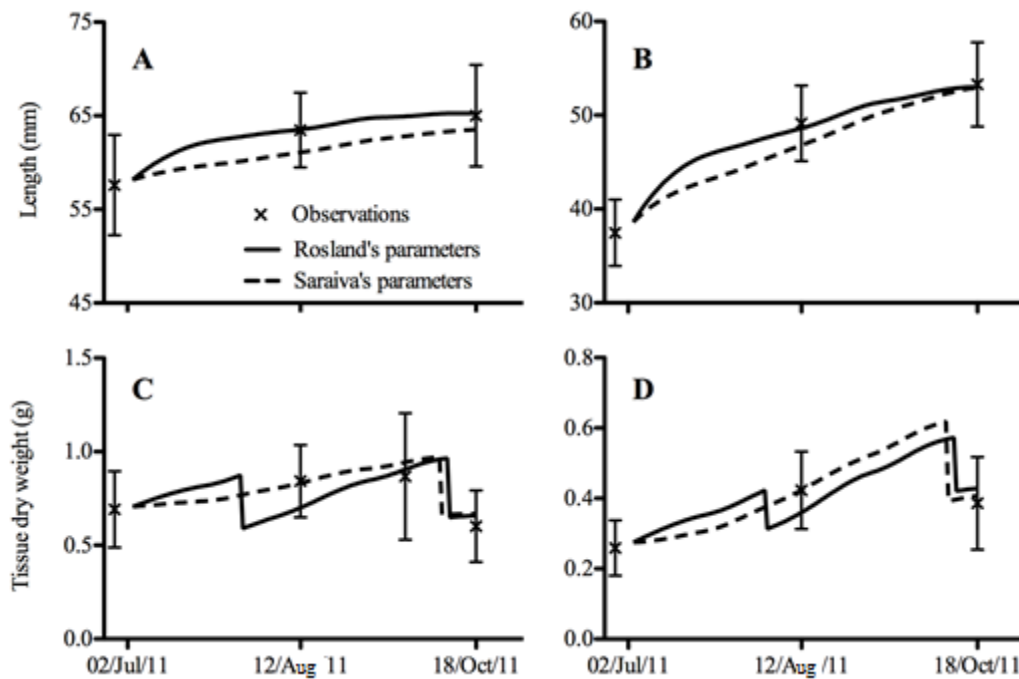 75
65
55
45
Length (mm)
A
× Observations
Rosland's parameters
Saraiva's parameters
60
50
40
30
B
1.5
1.0
0.5
0.0
Tissue dry weight (g)
C
02/Jul/11
12/Aug '11
18/Oct/11
0.8
0.6
0.4
0.2
0.0
D
02/Jul/11
12/Aug /11
18/Oct/11